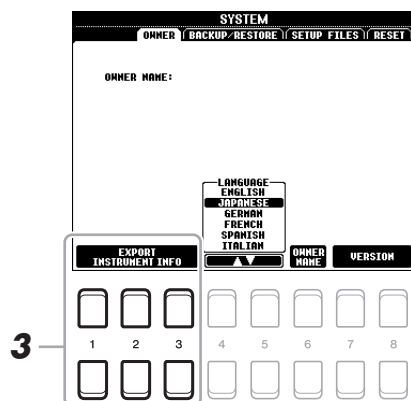 SYSTEM
OWNER BACKUP/RESTORE SETUP FILES RESET
OWNER NAME:
LANGUAGE
ENGLISH
JAPANESE
GERMAN
FRENCH
SPANISH
ITALIAN
EXPORT
INSTRUMENT INFO
▲▼
OWNER
NAME
VERSION
3
1 2 3 4 5 6 7 8